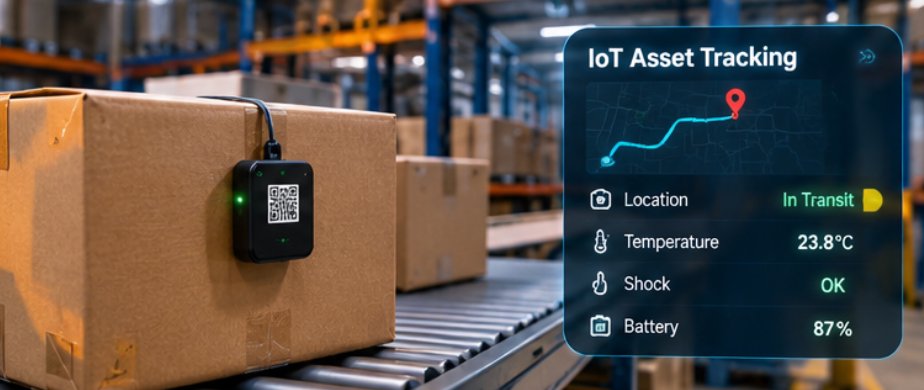 IoT Asset Tracking
Location In Transit
Temperature 23.8°C
Shock OK
Battery 87%